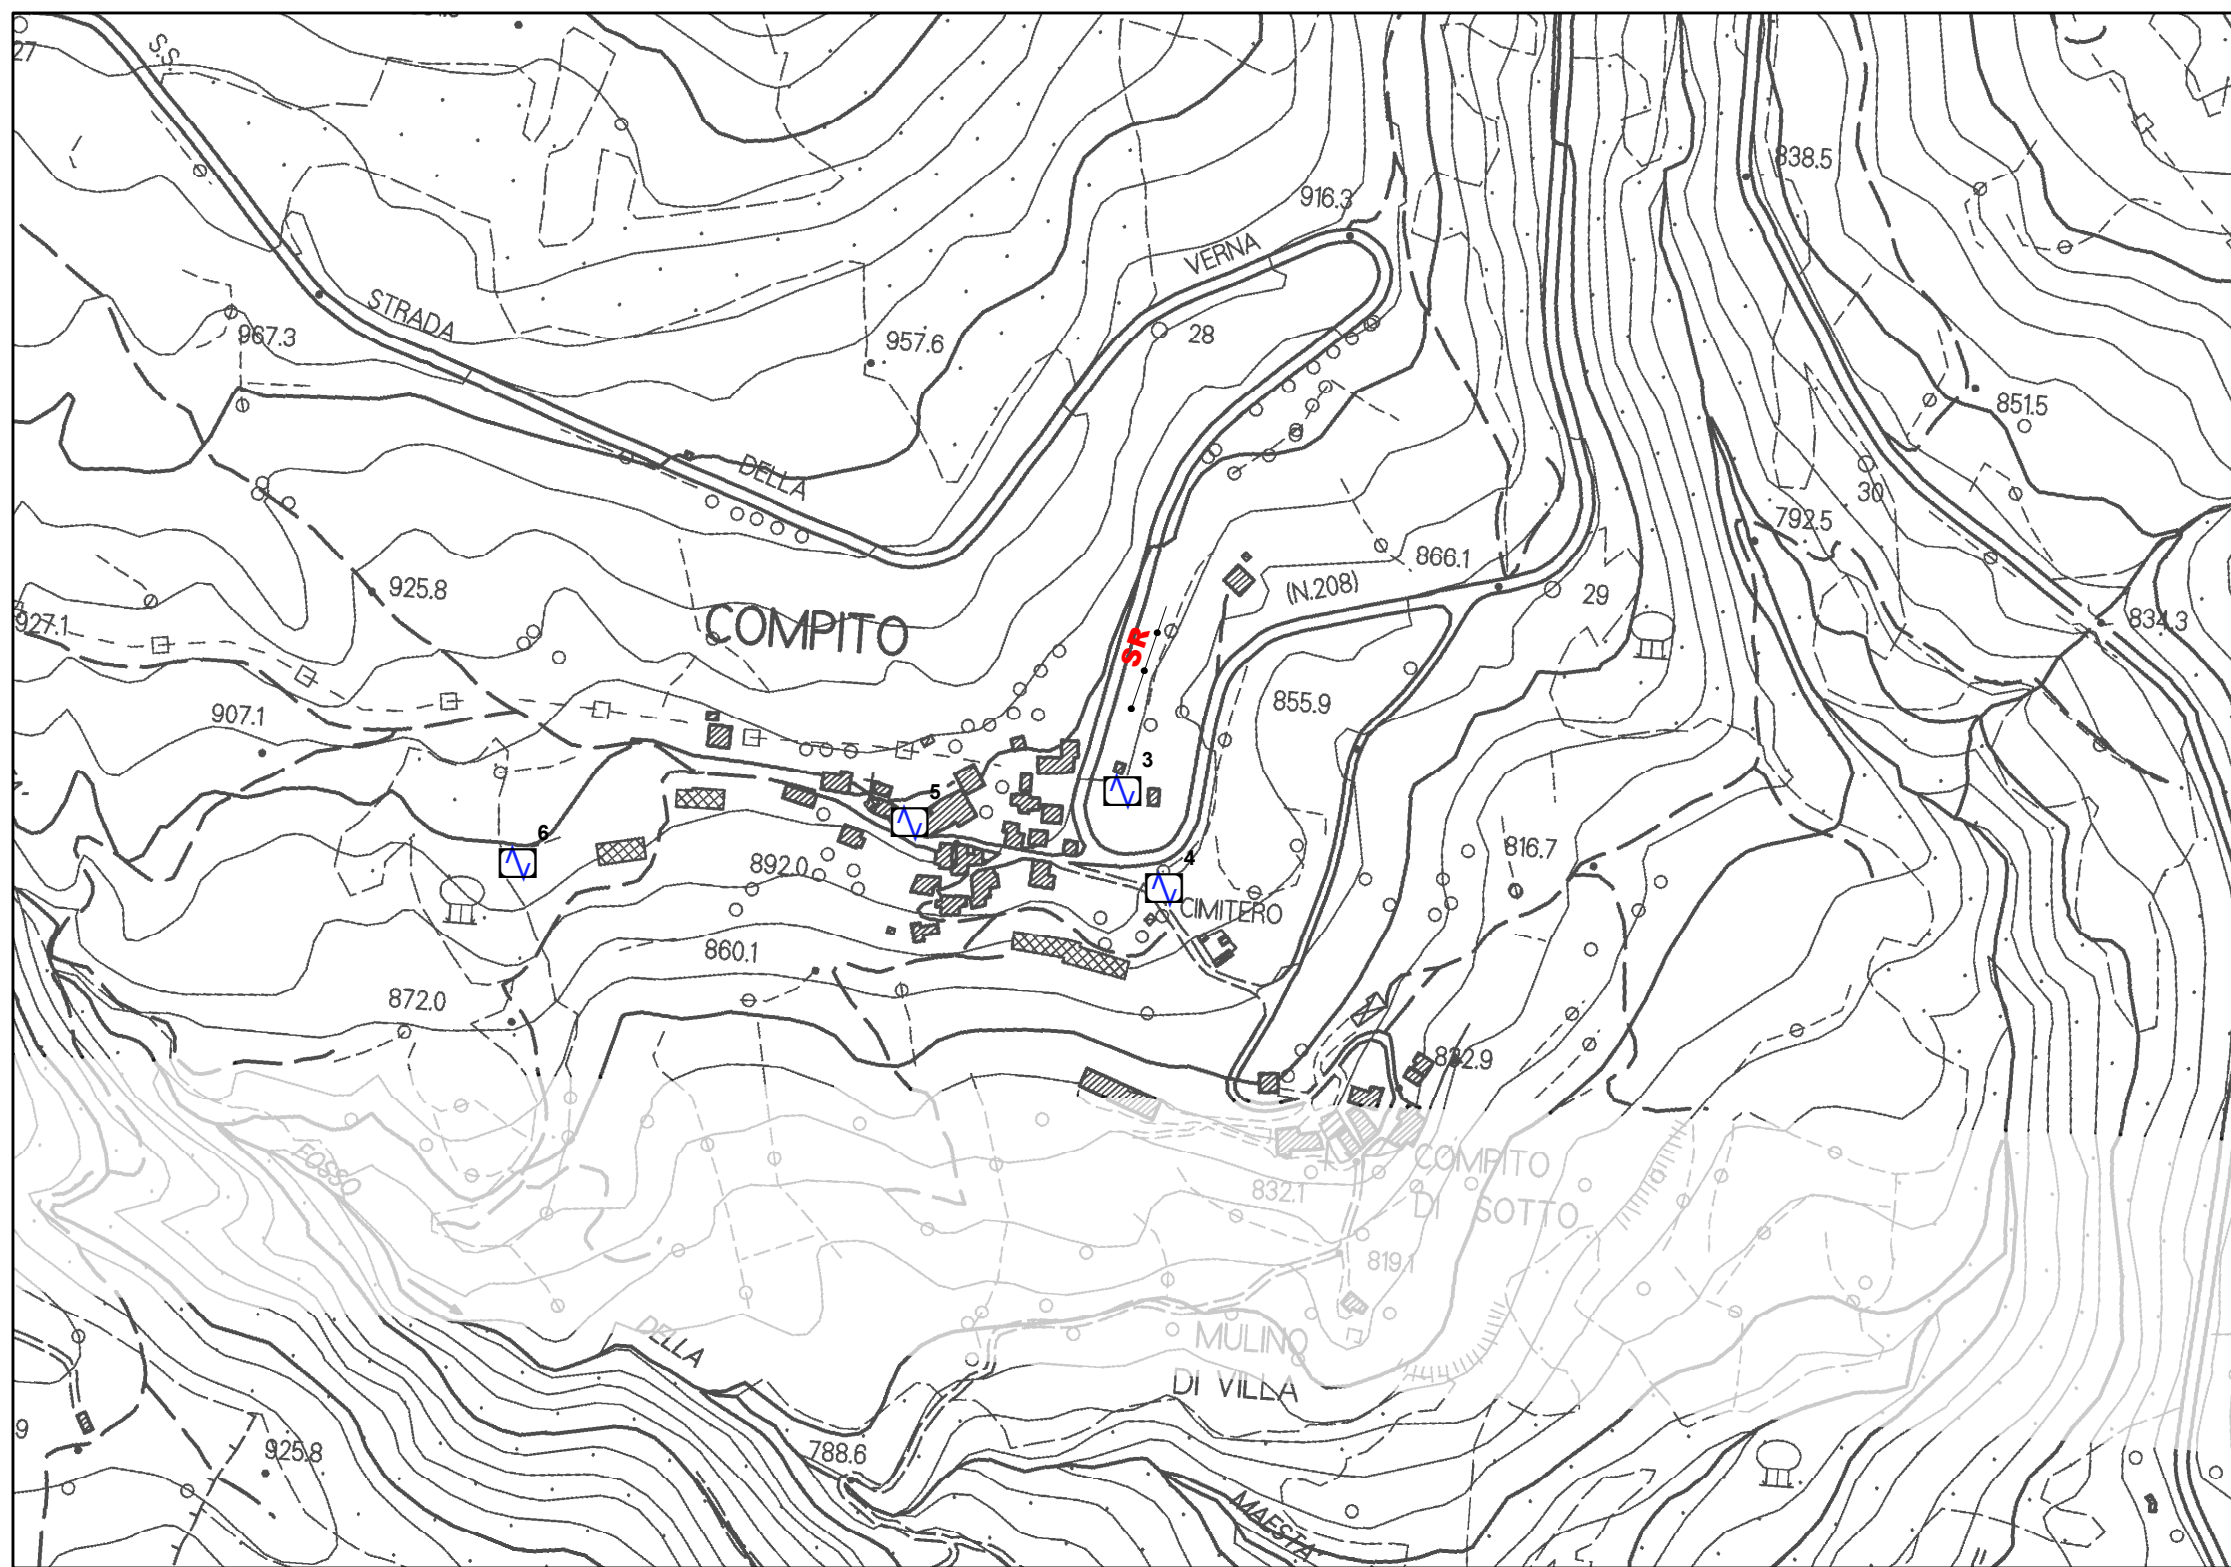 27
S.S.
838.5
916.3
VERNA
STRADA
967.3
28
957.6
851.5
DELLA
30
792.5
866.1
925.8
(N.208)
29
927.1
COMPITO
834.3
SR
855.9
907.1
3
5
6
4
816.7
892.0
CIMITERO
860.1
872.0
832.9
FOSSO
COMPITO
DI SOTTO
832.1
819.1
DELLA
MULINO
DI VILLA
9
925.8
788.6
MAESTA